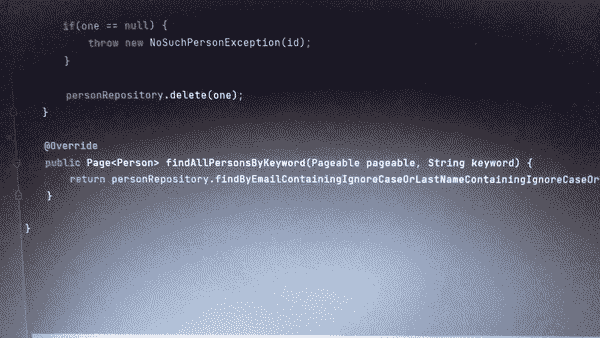 if(one == null) {
throw new NoSuchPersonException(id);
}
personRepository.delete(one);
}
@Override
public Page<Person> findAllPersonsByKeyword(Pageable pageable, String keyword) {
return personRepository.findByEmailContainingIgnoreCaseOrLastNameContainingIgnoreCaseOr
}
}